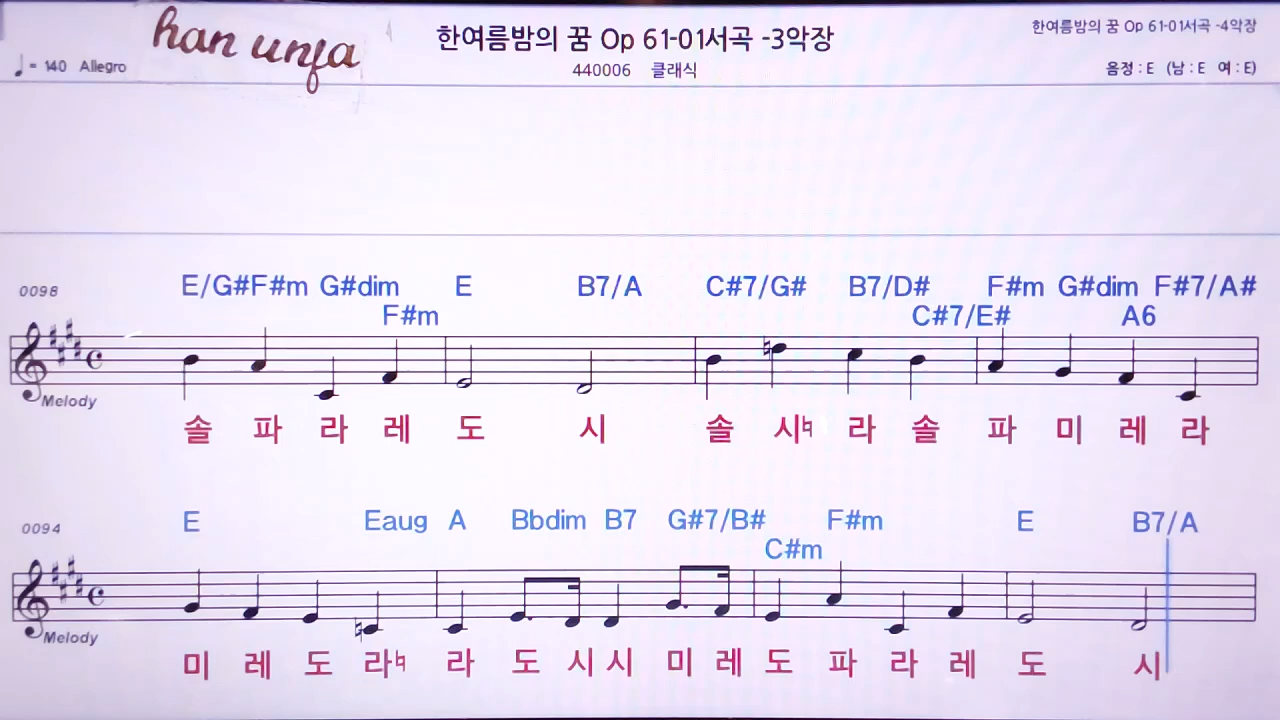 han unfa
한여름밤의 꿈 Op 61-01서곡 -3악장
한여름밤의 꿈 Op 61-01서곡 -4악장
♩= 140 Allegro
440006 클래식
음정 : E (남 : E 여 : E)
0098
E/G# F#m G#dim E B7/A C#7/G# B7/D# F#m G#dim F#7/A#
F#m C#7/E# A6
Melody
솔 파 라 레 도 시 솔 시♮ 라 솔 파 미 레 라
0094
E Eaug A Bbdim B7 G#7/B# F#m E B7/A
C#m
Melody
미 레 도 라♮ 라 도 시 시 미 레 도 파 라 레 도 시